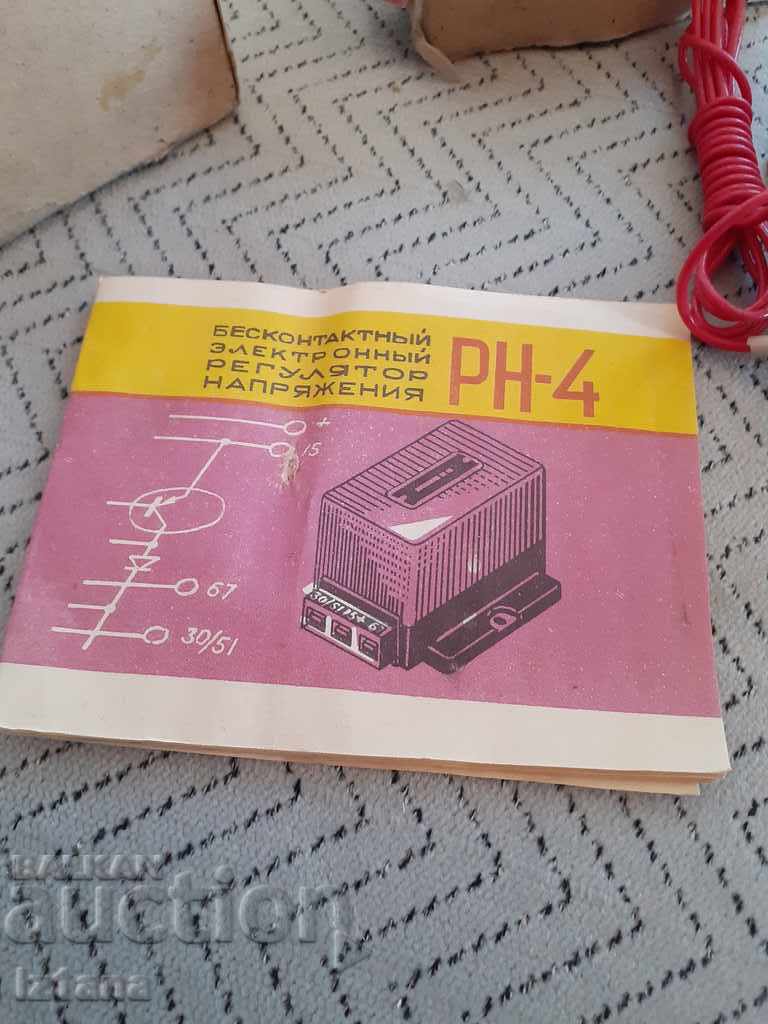 БЕСКОНТАКТНЫЙ
ЭЛЕКТРОННЫЙ
РЕГУЛЯТОР
НАПРЯЖЕНИЯ
РН-4
+
15
67
30/51
30/51 15 + 67
BALKAN
auction
iztana